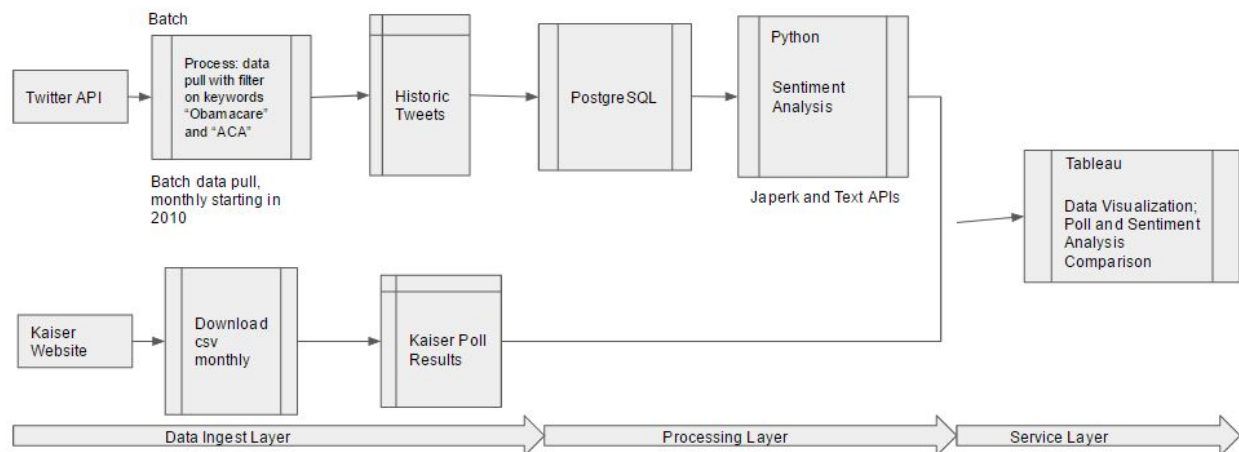 Batch
Twitter API
Process: data
pull with filter
on keywords
“Obamacare”
and “ACA”
Batch data pull,
monthly starting in
2010
Historic
Tweets
PostgreSQL
Python
Sentiment
Analysis
Japerk and Text APIs
Tableau
Data Visualization;
Poll and Sentiment
Analysis
Comparison
Kaiser
Website
Download
csv
monthly
Kaiser Poll
Results
Data Ingest Layer
Processing Layer
Service Layer